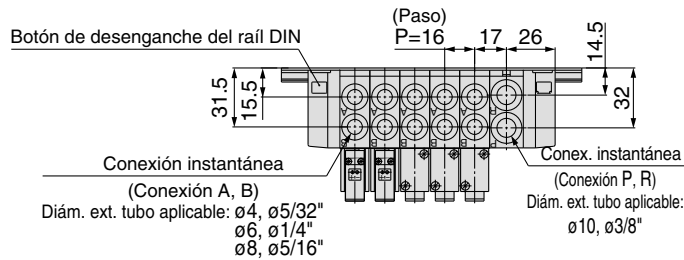 (Paso)
P=16
17
26
14.5
Botón de desenganche del raíl DIN
31.5
15.5
32
Conexión instantánea
(Conexión A, B)
Diám. ext. tubo aplicable: ø4, ø5/32"
ø6, ø1/4"
ø8, ø5/16"
Conex. instantánea
(Conexión P, R)
Diám. ext. tubo aplicable:
ø10, ø3/8"